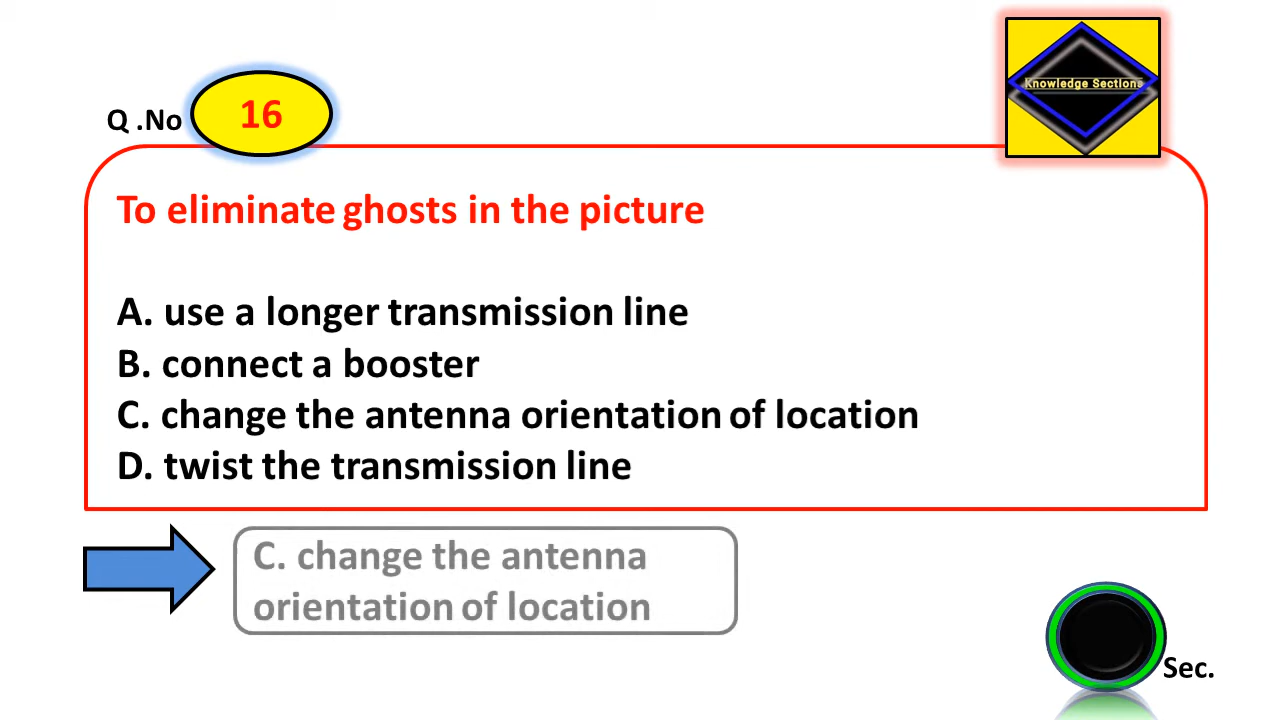 Knowledge Sections
Q .No 16
To eliminate ghosts in the picture
A. use a longer transmission line
B. connect a booster
C. change the antenna orientation of location
D. twist the transmission line
C. change the antenna
orientation of location
Sec.